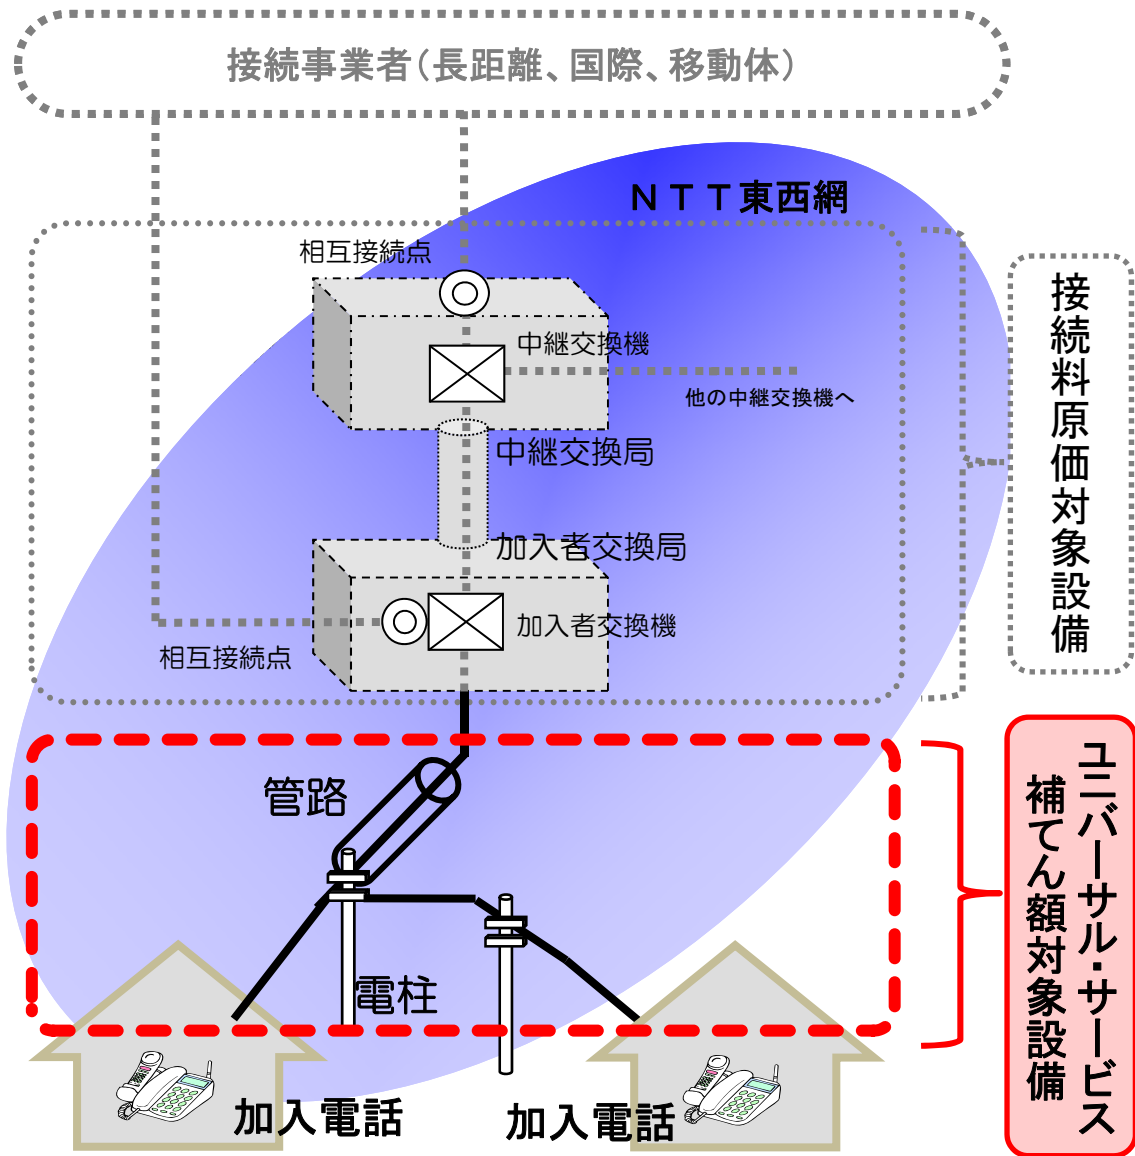 接続事業者（長距離、国際、移動体）
ＮＴＴ東西網
相互接続点
中継交換機
他の中継交換機へ
中継交換局
加入者交換局
加入者交換機
相互接続点
接続料原価対象設備
管路
電柱
ユニバーサル・サービス
補てん額対象設備
加入電話
加入電話